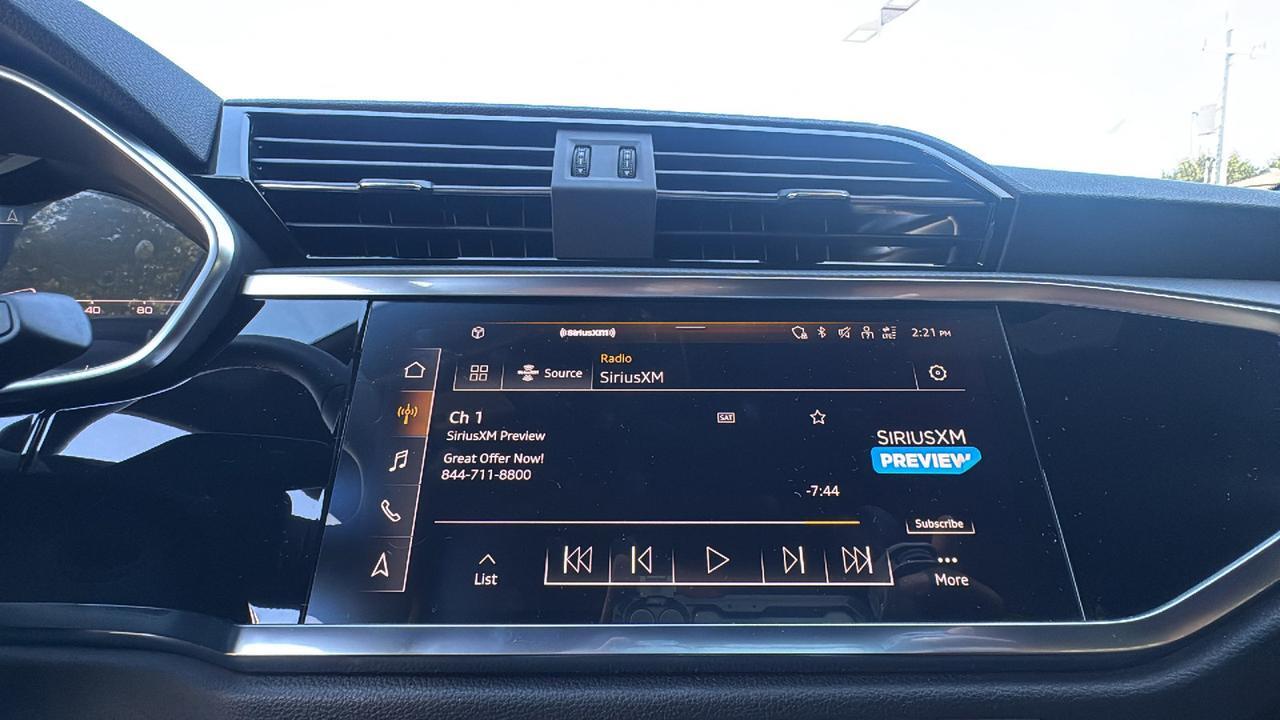 ((SiriusXM))
LTE
2:21 PM
Radio
SiriusXM
Source
Ch 1
SAT
SiriusXM Preview
Great Offer Now!
844-711-8800
SIRIUSXM
PREVIEW
-7:44
Subscribe
List
More
A
40
80